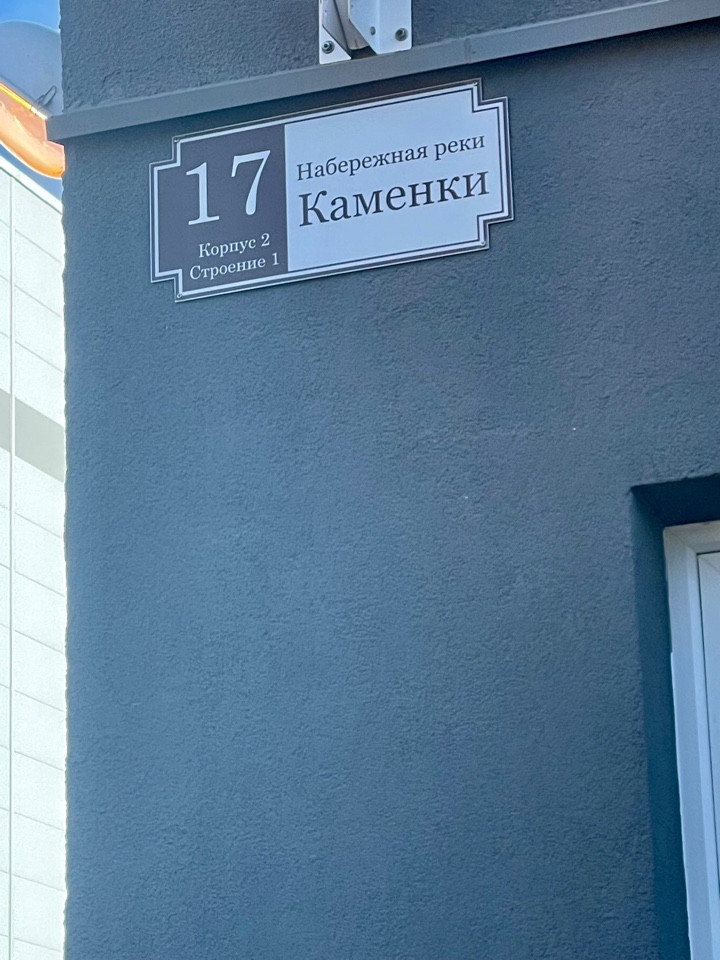 17
Корпус 2
Строение 1
Набережная реки
Каменки